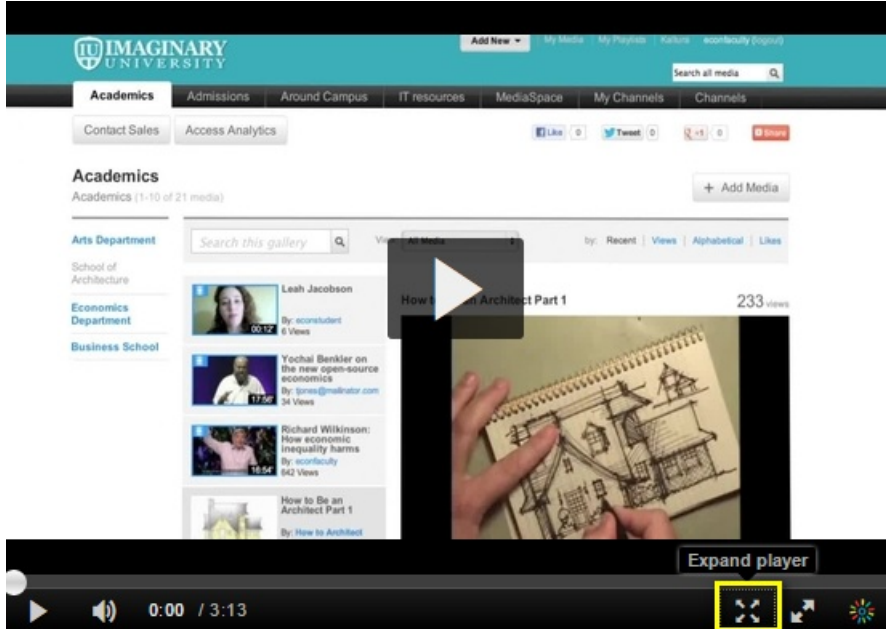 IU IMAGINARY
UNIVERSITY
Add New
My Media
My Playlists
Kaltura
econfaculty (logout)
Search all media
Academics
Admissions
Around Campus
IT resources
MediaSpace
My Channels
Channels
Contact Sales
Access Analytics
Like 0
Tweet 0
+1 0
Share
Academics
Academics (1-10 of 21 media)
+ Add Media
Arts Department
School of
Architecture
Economics
Department
Business School
Search this gallery
View All Media
by: Recent | Views | Alphabetical | Likes
Leah Jacobson
By: econstudent
6 Views
00:12
Yochai Benkler on
the new open-source
economics
By: tjones@mailinator.com
34 Views
17:56
Richard Wilkinson:
How economic
inequality harms
By: econfaculty
642 Views
16:54
How to Be an
Architect Part 1
By: How to Architect
Architect Part 1
233 views
Expand player
0:00 / 3:13